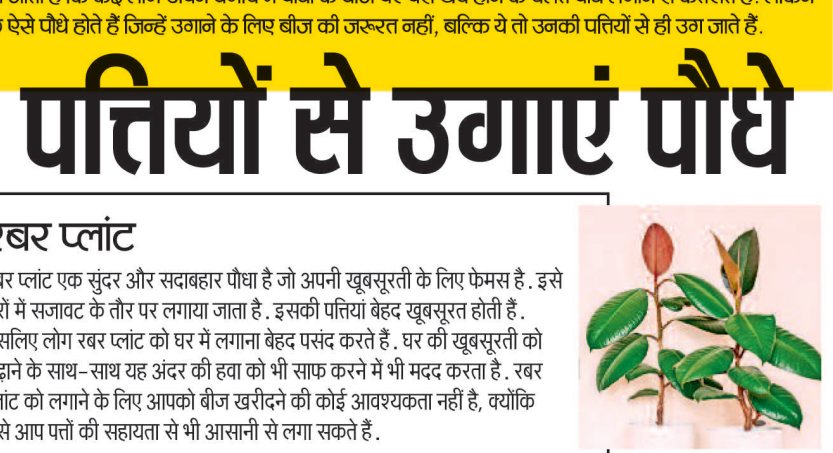 ऐसे पौधे होते हैं जिन्हें उगाने के लिए बीज की जरूरत नहीं, बल्कि ये तो उनकी पत्तियों से ही उग जाते हैं.
पत्तियों से उगाएं पौधे
रबर प्लांट
एक सुंदर और सदाबहार पौधा है जो अपनी खूबसूरती के लिए फेमस है. इसे
में सजावट के तौर पर लगाया जाता है. इसकी पत्तियां बेहद खूबसूरत होती हैं.
लोग रबर प्लांट को घर में लगाना बेहद पसंद करते हैं. घर की खूबसूरती को
के साथ-साथ यह अंदर की हवा को भी साफ करने में भी मदद करता है. रबर
को लगाने के लिए आपको बीज खरीदने की कोई आवश्यकता नहीं है, क्योंकि
आप पत्तों की सहायता से भी आसानी से लगा सकते हैं.